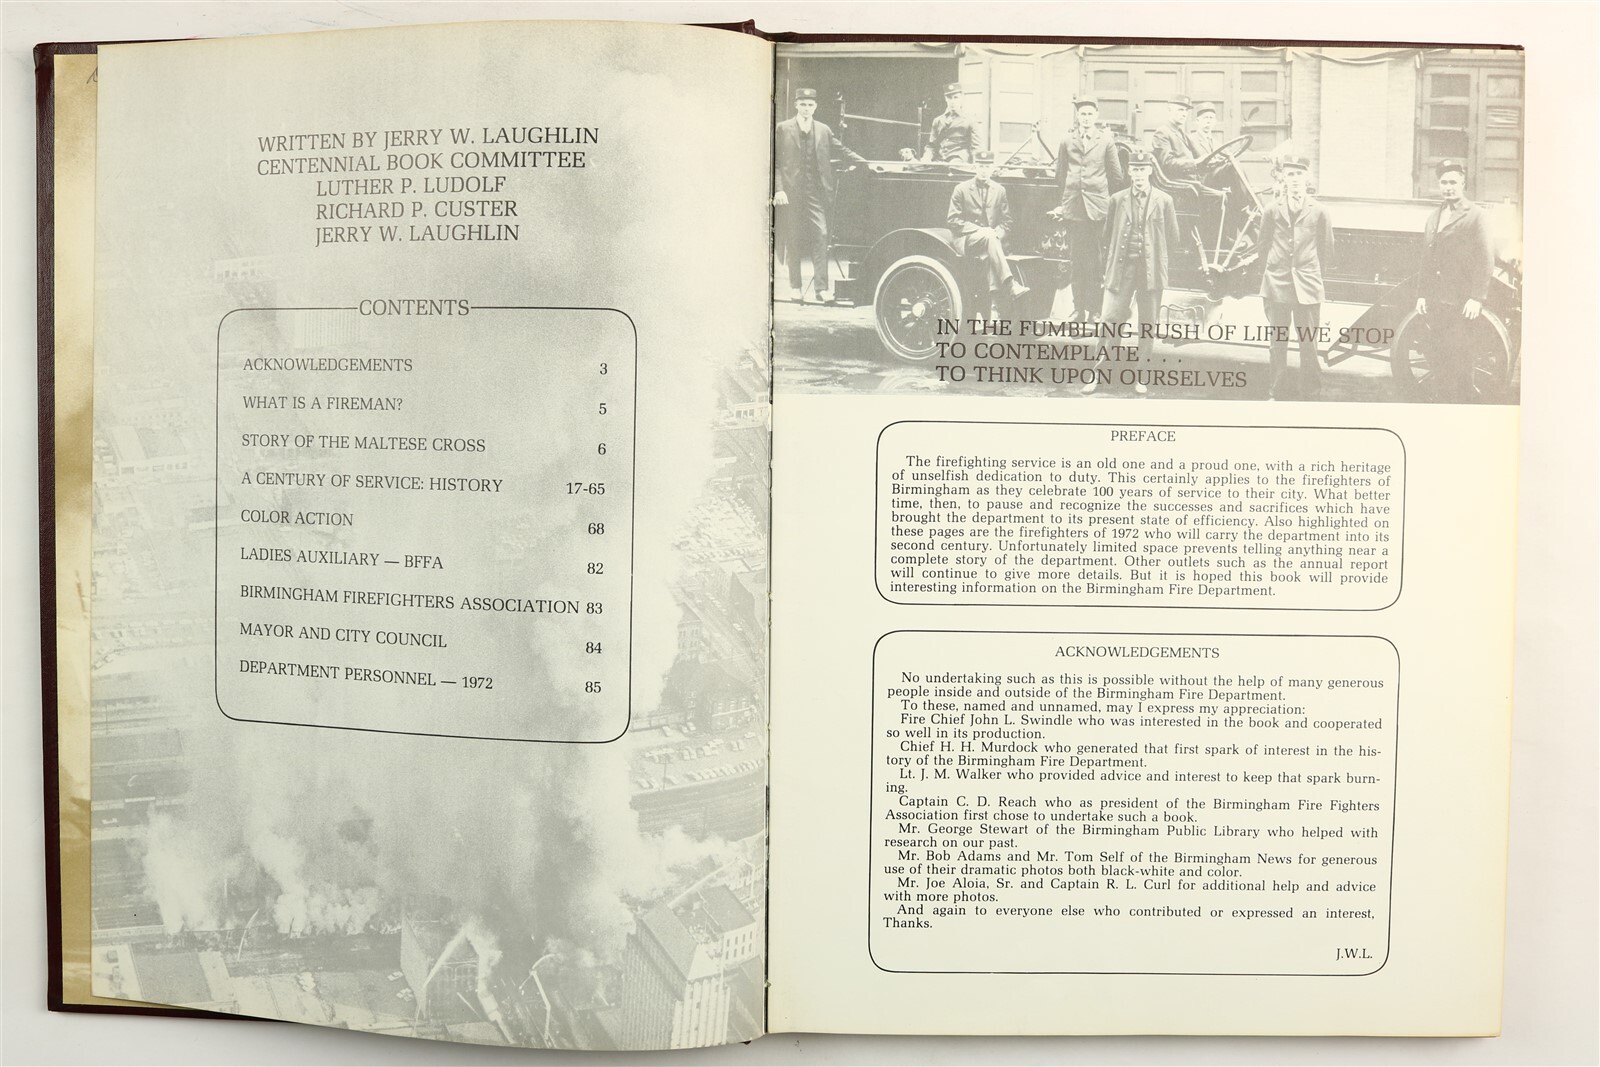 WRITTEN BY JERRY W. LAUGHLIN
CENTENNIAL BOOK COMMITTEE
LUTHER P. LUDOLF
RICHARD P. CUSTER
JERRY W. LAUGHLIN
CONTENTS
ACKNOWLEDGEMENTS 3
WHAT IS A FIREMAN? 5
STORY OF THE MALTESE CROSS 6
A CENTURY OF SERVICE: HISTORY 17-65
COLOR ACTION 68
LADIES AUXILIARY — BFFA 82
BIRMINGHAM FIREFIGHTERS ASSOCIATION 83
MAYOR AND CITY COUNCIL 84
DEPARTMENT PERSONNEL — 1972 85
IN THE FUMBLING RUSH OF LIFE WE STOP
TO CONTEMPLATE . . .
TO THINK UPON OURSELVES
PREFACE
The firefighting service is an old one and a proud one, with a rich heritage
of unselfish dedication to duty. This certainly applies to the firefighters of
Birmingham as they celebrate 100 years of service to their city. What better
time, then, to pause and recognize the successes and sacrifices which have
brought the department to its present state of efficiency. Also highlighted on
these pages are the firefighters of 1972 who will carry the department into its
second century. Unfortunately limited space prevents telling anything near a
complete story of the department. Other outlets such as the annual report
will continue to give more details. But it is hoped this book will provide
interesting information on the Birmingham Fire Department.
ACKNOWLEDGEMENTS
No undertaking such as this is possible without the help of many generous
people inside and outside of the Birmingham Fire Department.
To these, named and unnamed, may I express my appreciation:
Fire Chief John L. Swindle who was interested in the book and cooperated
so well in its production.
Chief H. H. Murdock who generated that first spark of interest in the his-
tory of the Birmingham Fire Department.
Lt. J. M. Walker who provided advice and interest to keep that spark burn-
ing.
Captain C. D. Reach who as president of the Birmingham Fire Fighters
Association first chose to undertake such a book.
Mr. George Stewart of the Birmingham Public Library who helped with
research on our past.
Mr. Bob Adams and Mr. Tom Self of the Birmingham News for generous
use of their dramatic photos both black-white and color.
Mr. Joe Aloia, Sr. and Captain R. L. Curl for additional help and advice
with more photos.
And again to everyone else who contributed or expressed an interest,
Thanks.
J.W.L.